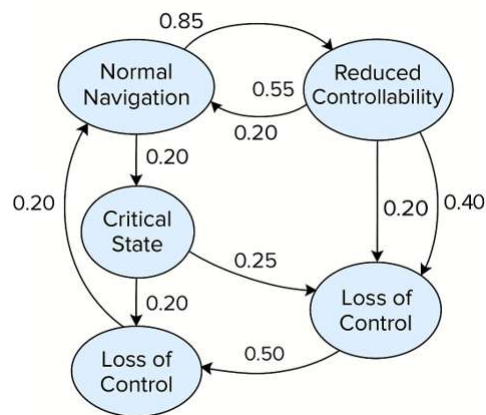 0.85
Normal
Navigation
Reduced
Controllability
0.55
0.20
0.20
0.20
0.20
0.40
Critical
State
0.25
0.20
Loss of
Control
Loss of
Control
0.50